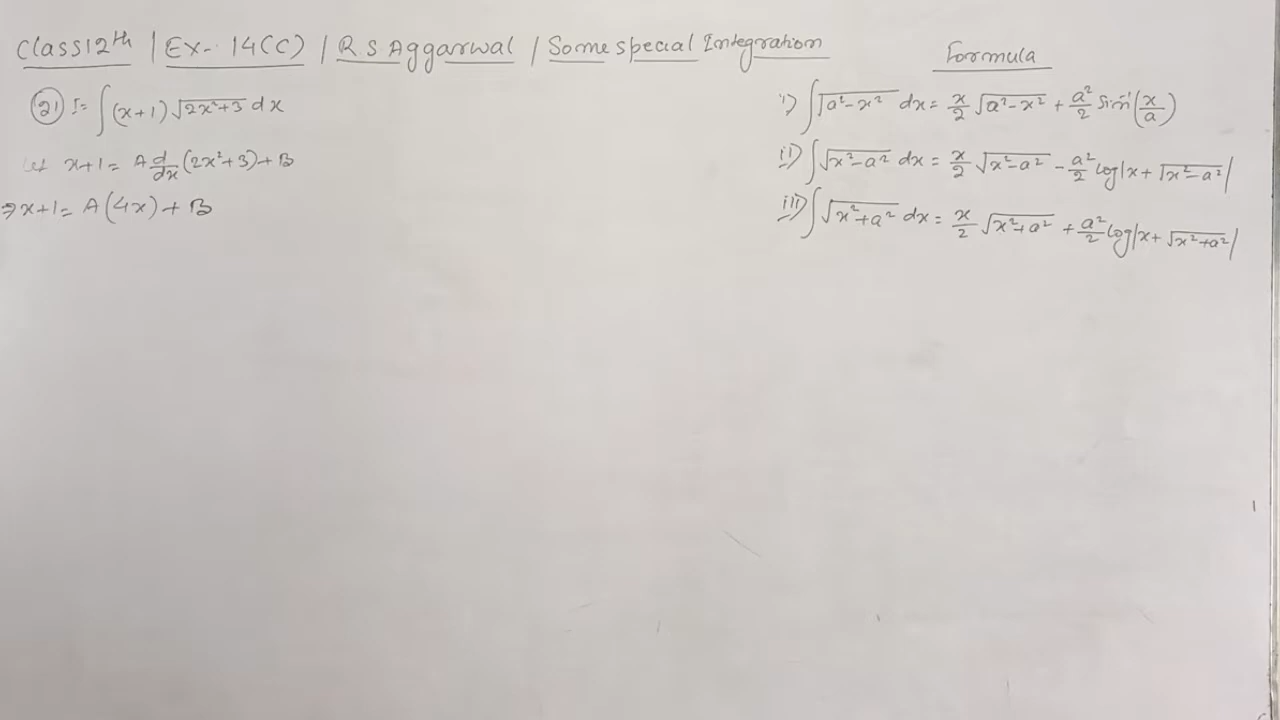 Class 12th | EX- 14(C) | R.S Aggarwal | Some special Integration
(21) I = ∫(x+1) √(2x²+3) dx
Let x+1 = A d/dx (2x²+3) + B
⇒ x+1 = A(4x) + B
Formula
i) ∫√(a²-x²) dx = x/2 √(a²-x²) + a²/2 sin⁻¹(x/a)
ii) ∫√(x²-a²) dx = x/2 √(x²-a²) - a²/2 log|x + √(x²-a²)|
iii) ∫√(x²+a²) dx = x/2 √(x²+a²) + a²/2 log|x + √(x²+a²)|